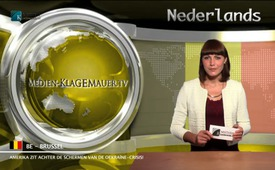 Nederlands
MEDIEN-KLAGEMAUER.TV
BE - BRUSSEL
AMERIKA ZIT ACHTER DE SCHERMEN VAN DE OEKRAÏNE-CRISIS!